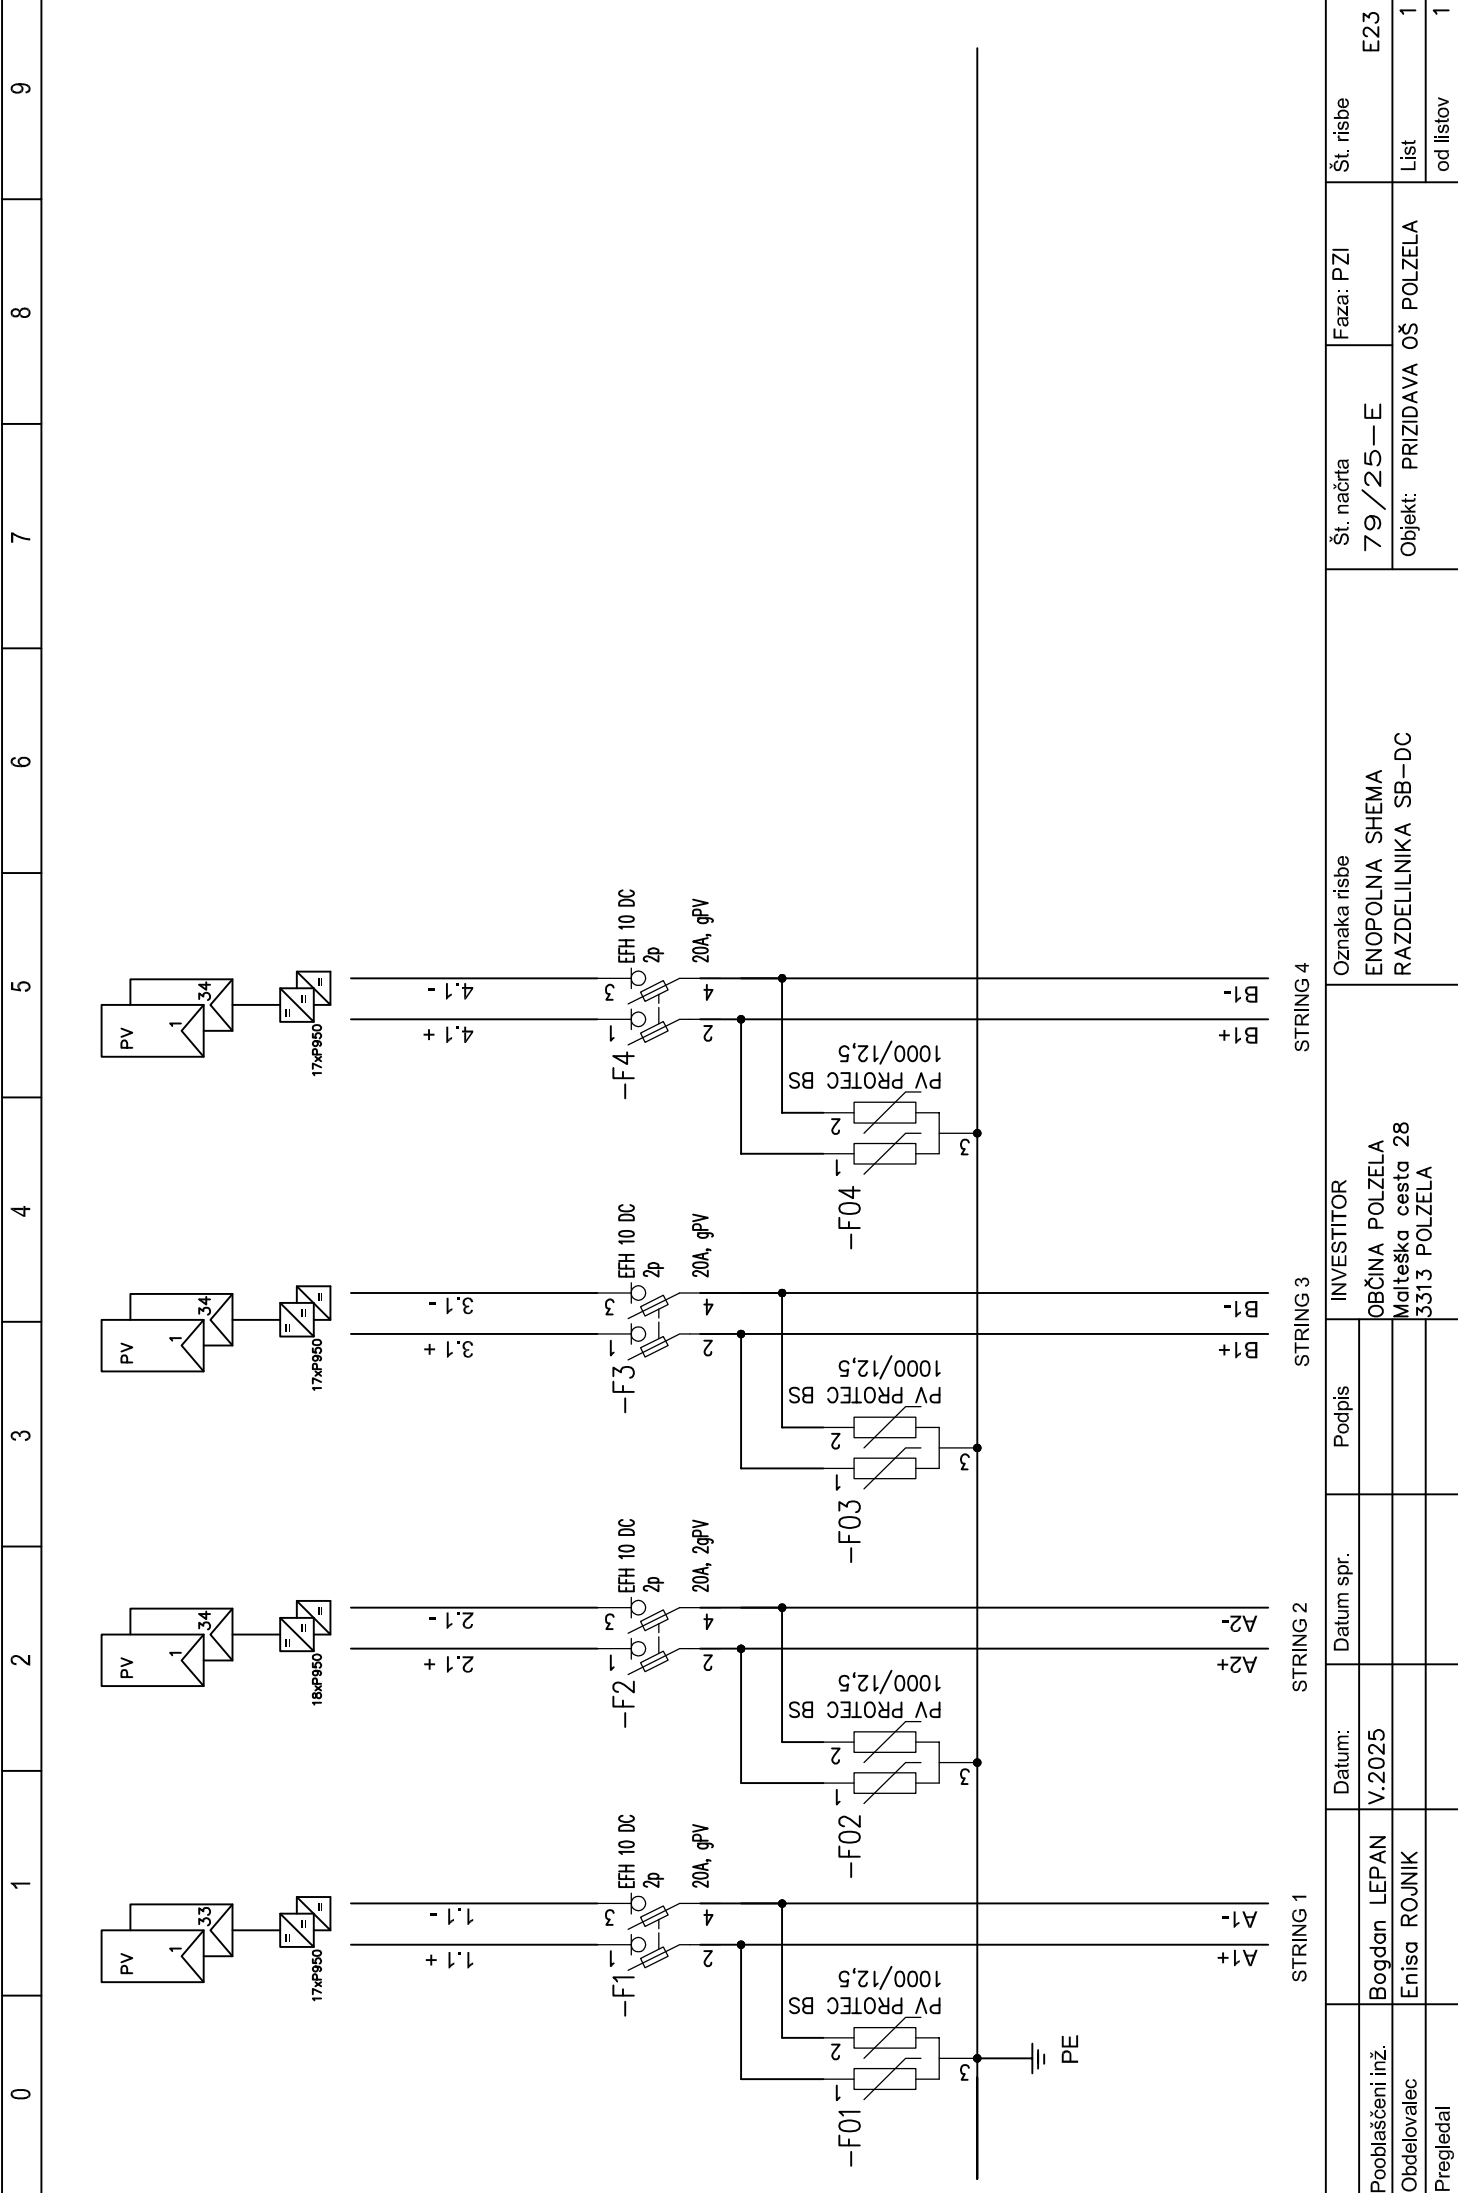 0 1 2 3 4 5 6 7 8 9
PV
1
33
17xP950
1.1 +
1.1 -
-F1
1
3
EFH 10 DC
2p
2
4
20A, gPV
PV PROTEC BS
1000/12,5
-F01
1
2
3
PE
A1+
A1-
STRING 1
PV
1
34
18xP950
2.1 +
2.1 -
-F2
1
3
EFH 10 DC
2p
2
4
20A, 2gPV
PV PROTEC BS
1000/12,5
-F02
1
2
3
A2+
A2-
STRING 2
PV
1
34
17xP950
3.1 +
3.1 -
-F3
1
3
EFH 10 DC
2p
2
4
20A, gPV
PV PROTEC BS
1000/12,5
-F03
1
2
3
B1+
B1-
STRING 3
PV
1
34
17xP950
4.1 +
4.1 -
-F4
1
3
EFH 10 DC
2p
2
4
20A, gPV
PV PROTEC BS
1000/12,5
-F04
1
2
3
B1+
B1-
STRING 4
Datum:
Datum spr.
Podpis
Pooblaščeni inž.
Bogdan LEPAN
V.2025
Obdelovalec
Enisa ROJNIK
Pregledal
INVESTITOR
OBČINA POLZELA
Malteška cesta 28
3313 POLZELA
Oznaka risbe
ENOPOLNA SHEMA
RAZDELILNIKA SB-DC
Št. načrta
79/25-E
Faza: PZI
Objekt: PRIZIDAVA OŠ POLZELA
Št. risbe
E23
List 1
od listov 1